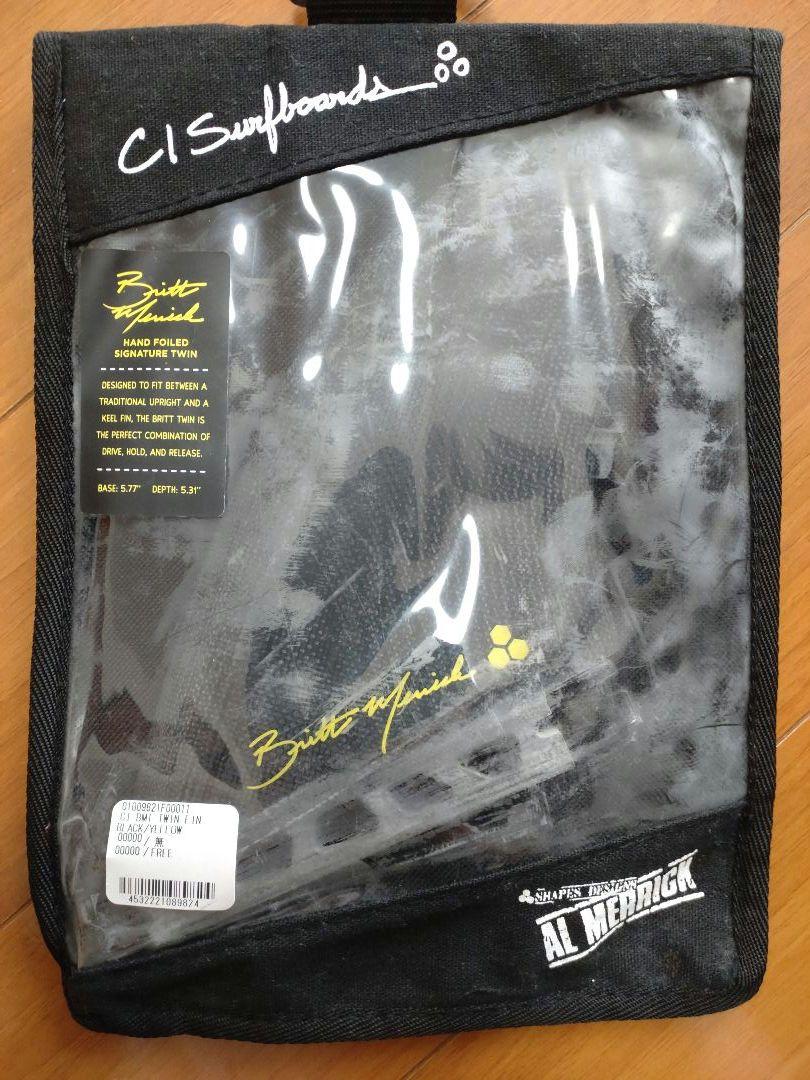 CI Surfboards
Britt
Merrick
HAND FOILED
SIGNATURE TWIN
DESIGNED TO FIT BETWEEN A
TRADITIONAL UPRIGHT AND A
KEEL FIN, THE BRITT TWIN IS
THE PERFECT COMBINATION OF
DRIVE, HOLD, AND RELEASE.
BASE: 5.77" DEPTH: 5.31"
Britt Merrick
CI009821F00011
CI BMT TWIN FIN
BLACK/YELLOW
00000 / 無
00000 / FREE
4532221089824
SHAPES DESIGNS
AL MERRICK